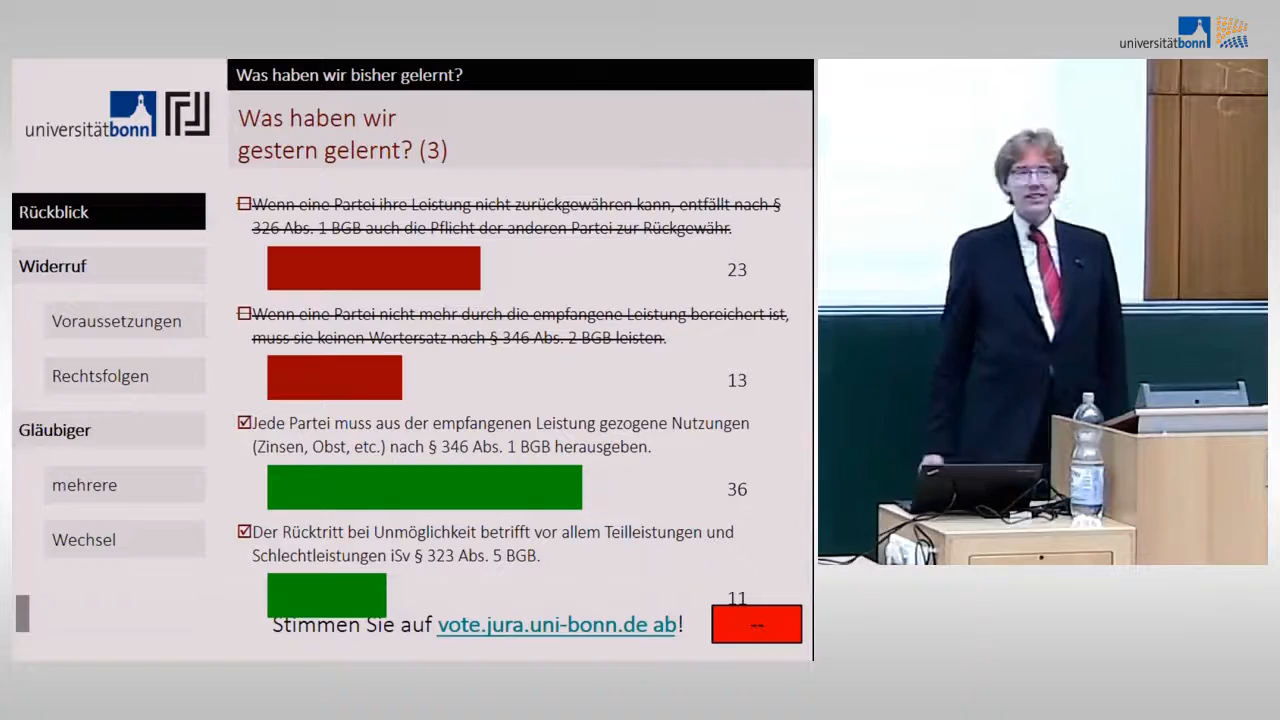 universitätbonn
Was haben wir bisher gelernt?
universitätbonn
Was haben wir
gestern gelernt? (3)
Rückblick
Widerruf
Voraussetzungen
Rechtsfolgen
Gläubiger
mehrere
Wechsel
Wenn eine Partei ihre Leistung nicht zurückgewähren kann, entfällt nach §
326 Abs. 1 BGB auch die Pflicht der anderen Partei zur Rückgewähr.
23
Wenn eine Partei nicht mehr durch die empfangene Leistung bereichert ist,
muss sie keinen Wertersatz nach § 346 Abs. 2 BGB leisten.
13
Jede Partei muss aus der empfangenen Leistung gezogene Nutzungen
(Zinsen, Obst, etc.) nach § 346 Abs. 1 BGB herausgeben.
36
Der Rücktritt bei Unmöglichkeit betrifft vor allem Teilleistungen und
Schlechtleistungen iSv § 323 Abs. 5 BGB.
11
Stimmen Sie auf vote.jura.uni-bonn.de ab!
--